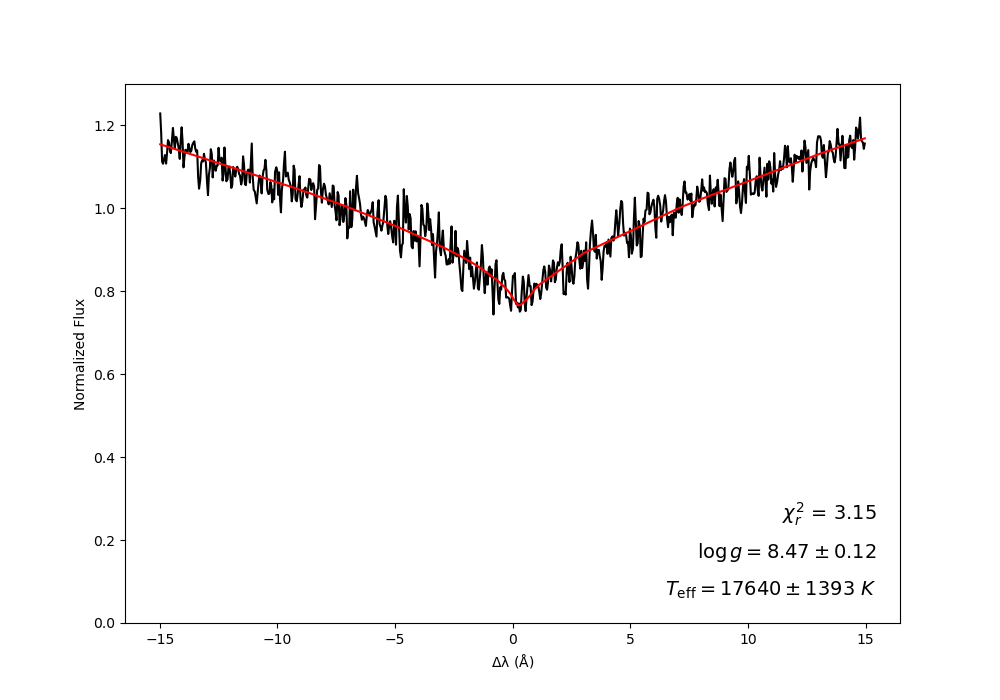 1.2
1.0
0.8
0.6
0.4
0.2
0.0
Normalized Flux
χ²ᵣ = 3.15
log g = 8.47 ± 0.12
T_eff = 17640 ± 1393 K
−15 −10 −5 0 5 10 15
Δλ (Å)